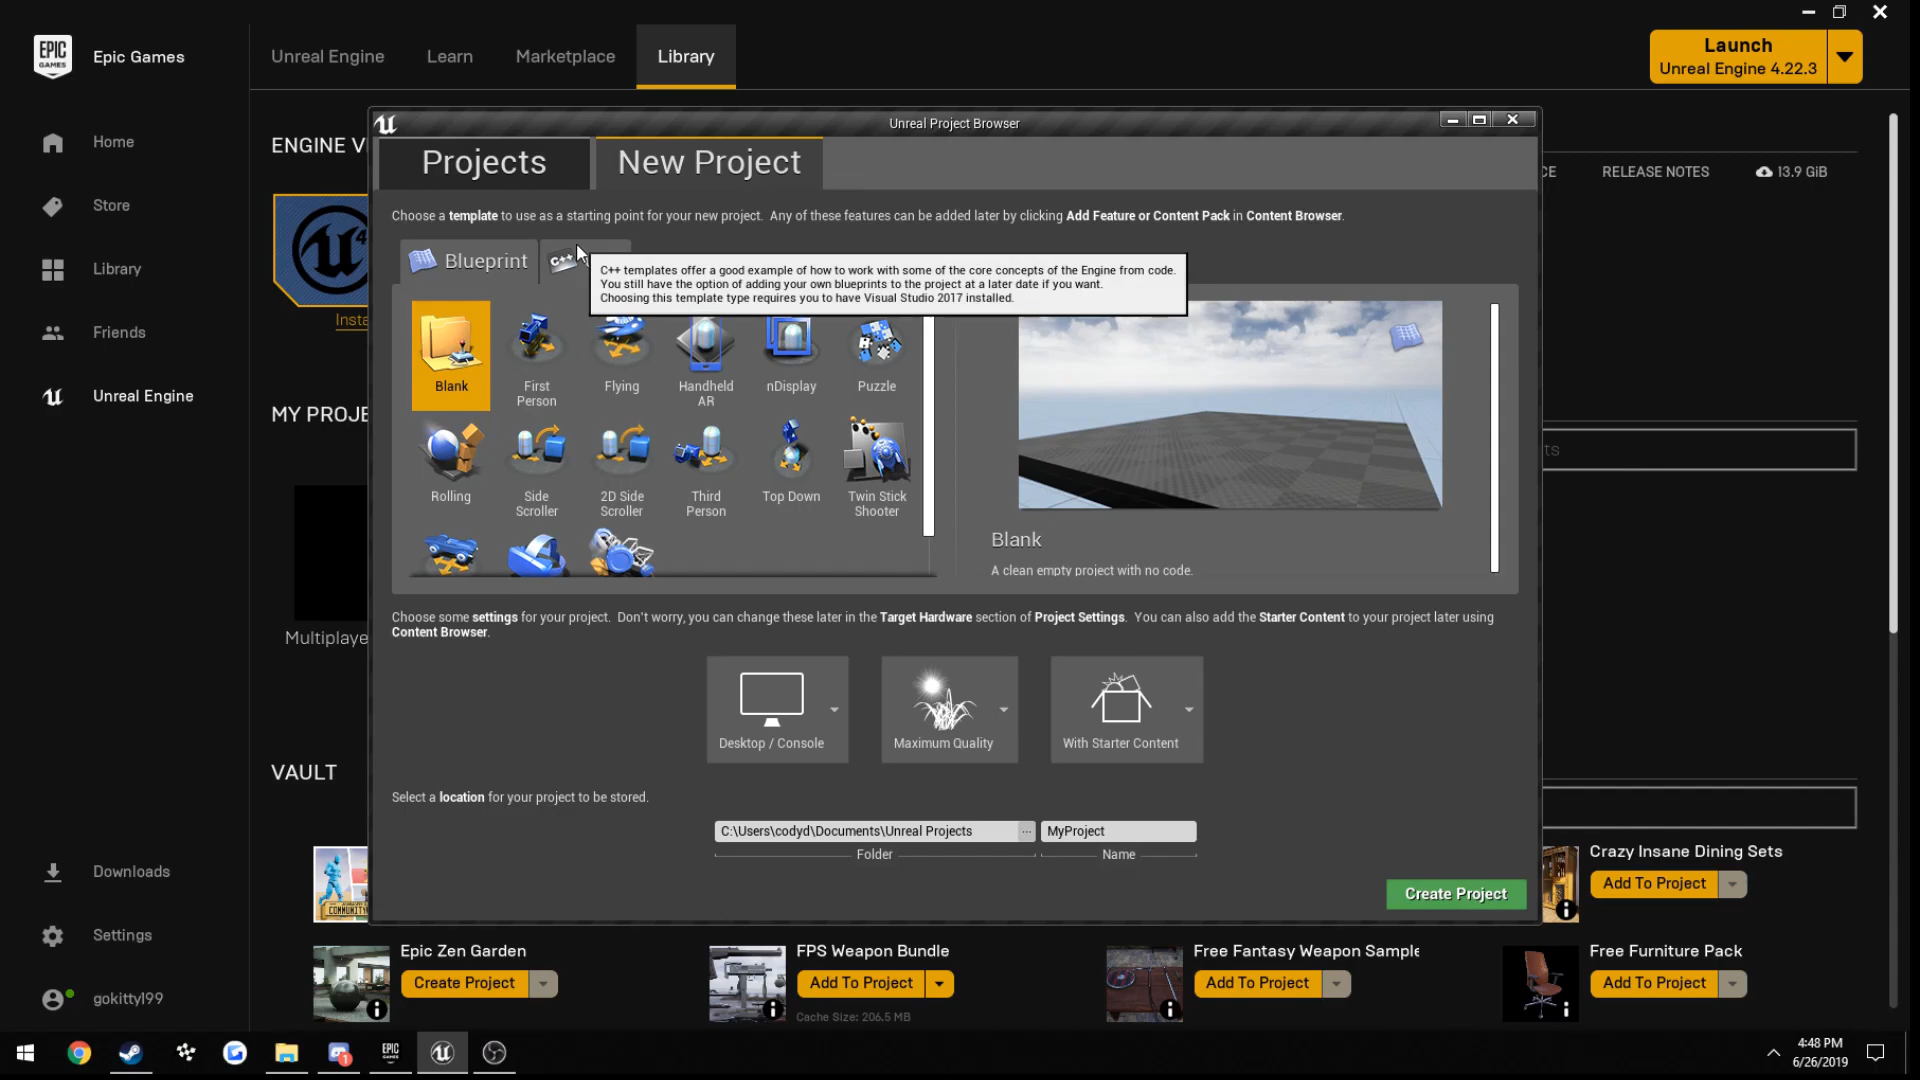 EPIC
GAMES
Epic Games
Unreal Engine
Learn
Marketplace
Library
Launch
Unreal Engine 4.22.3
Home
Store
Library
Friends
Unreal Engine
Downloads
Settings
gokitty199
ENGINE V
RELEASE NOTES
13.9 GiB
Insta
MY PROJE
Multiplaye
VAULT
Unreal Project Browser
Projects
New Project
Choose a template to use as a starting point for your new project. Any of these features can be added later by clicking Add Feature or Content Pack in Content Browser.
Blueprint
C++
C++ templates offer a good example of how to work with some of the core concepts of the Engine from code.
You still have the option of adding your own blueprints to the project at a later date if you want.
Choosing this template type requires you to have Visual Studio 2017 installed.
Blank
First
Person
Flying
Handheld
AR
nDisplay
Puzzle
Rolling
Side
Scroller
2D Side
Scroller
Third
Person
Top Down
Twin Stick
Shooter
Blank
A clean empty project with no code.
Choose some settings for your project. Don't worry, you can change these later in the Target Hardware section of Project Settings. You can also add the Starter Content to your project later using
Content Browser.
Desktop / Console
Maximum Quality
With Starter Content
Select a location for your project to be stored.
C:\Users\codyd\Documents\Unreal Projects
...
MyProject
Folder
Name
Create Project
COMMUNITY
Crazy Insane Dining Sets
Add To Project
Epic Zen Garden
Create Project
FPS Weapon Bundle
Add To Project
Cache Size: 206.5 MB
Free Fantasy Weapon Sample
Add To Project
Free Furniture Pack
Add To Project
EPIC
GAMES
1
4:48 PM
6/26/2019